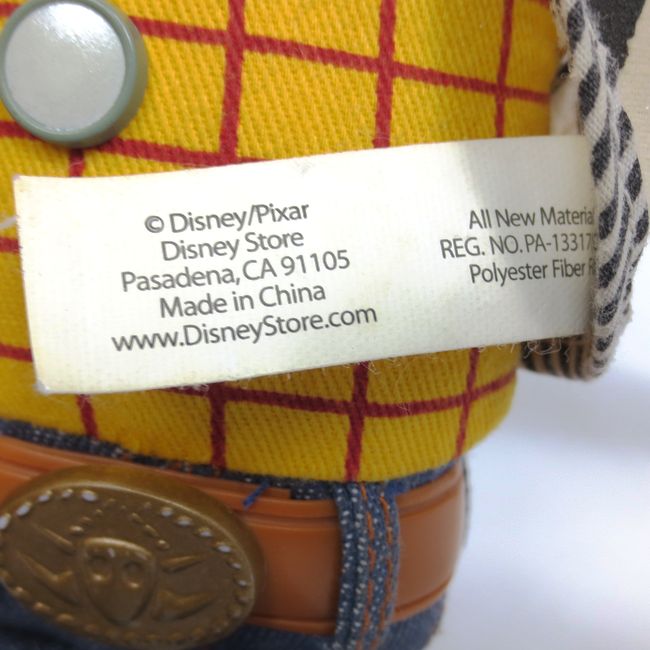 © Disney/Pixar
Disney Store
Pasadena, CA 91105
Made in China
www.DisneyStore.com
All New Material
REG. NO. PA-1331
Polyester Fiber